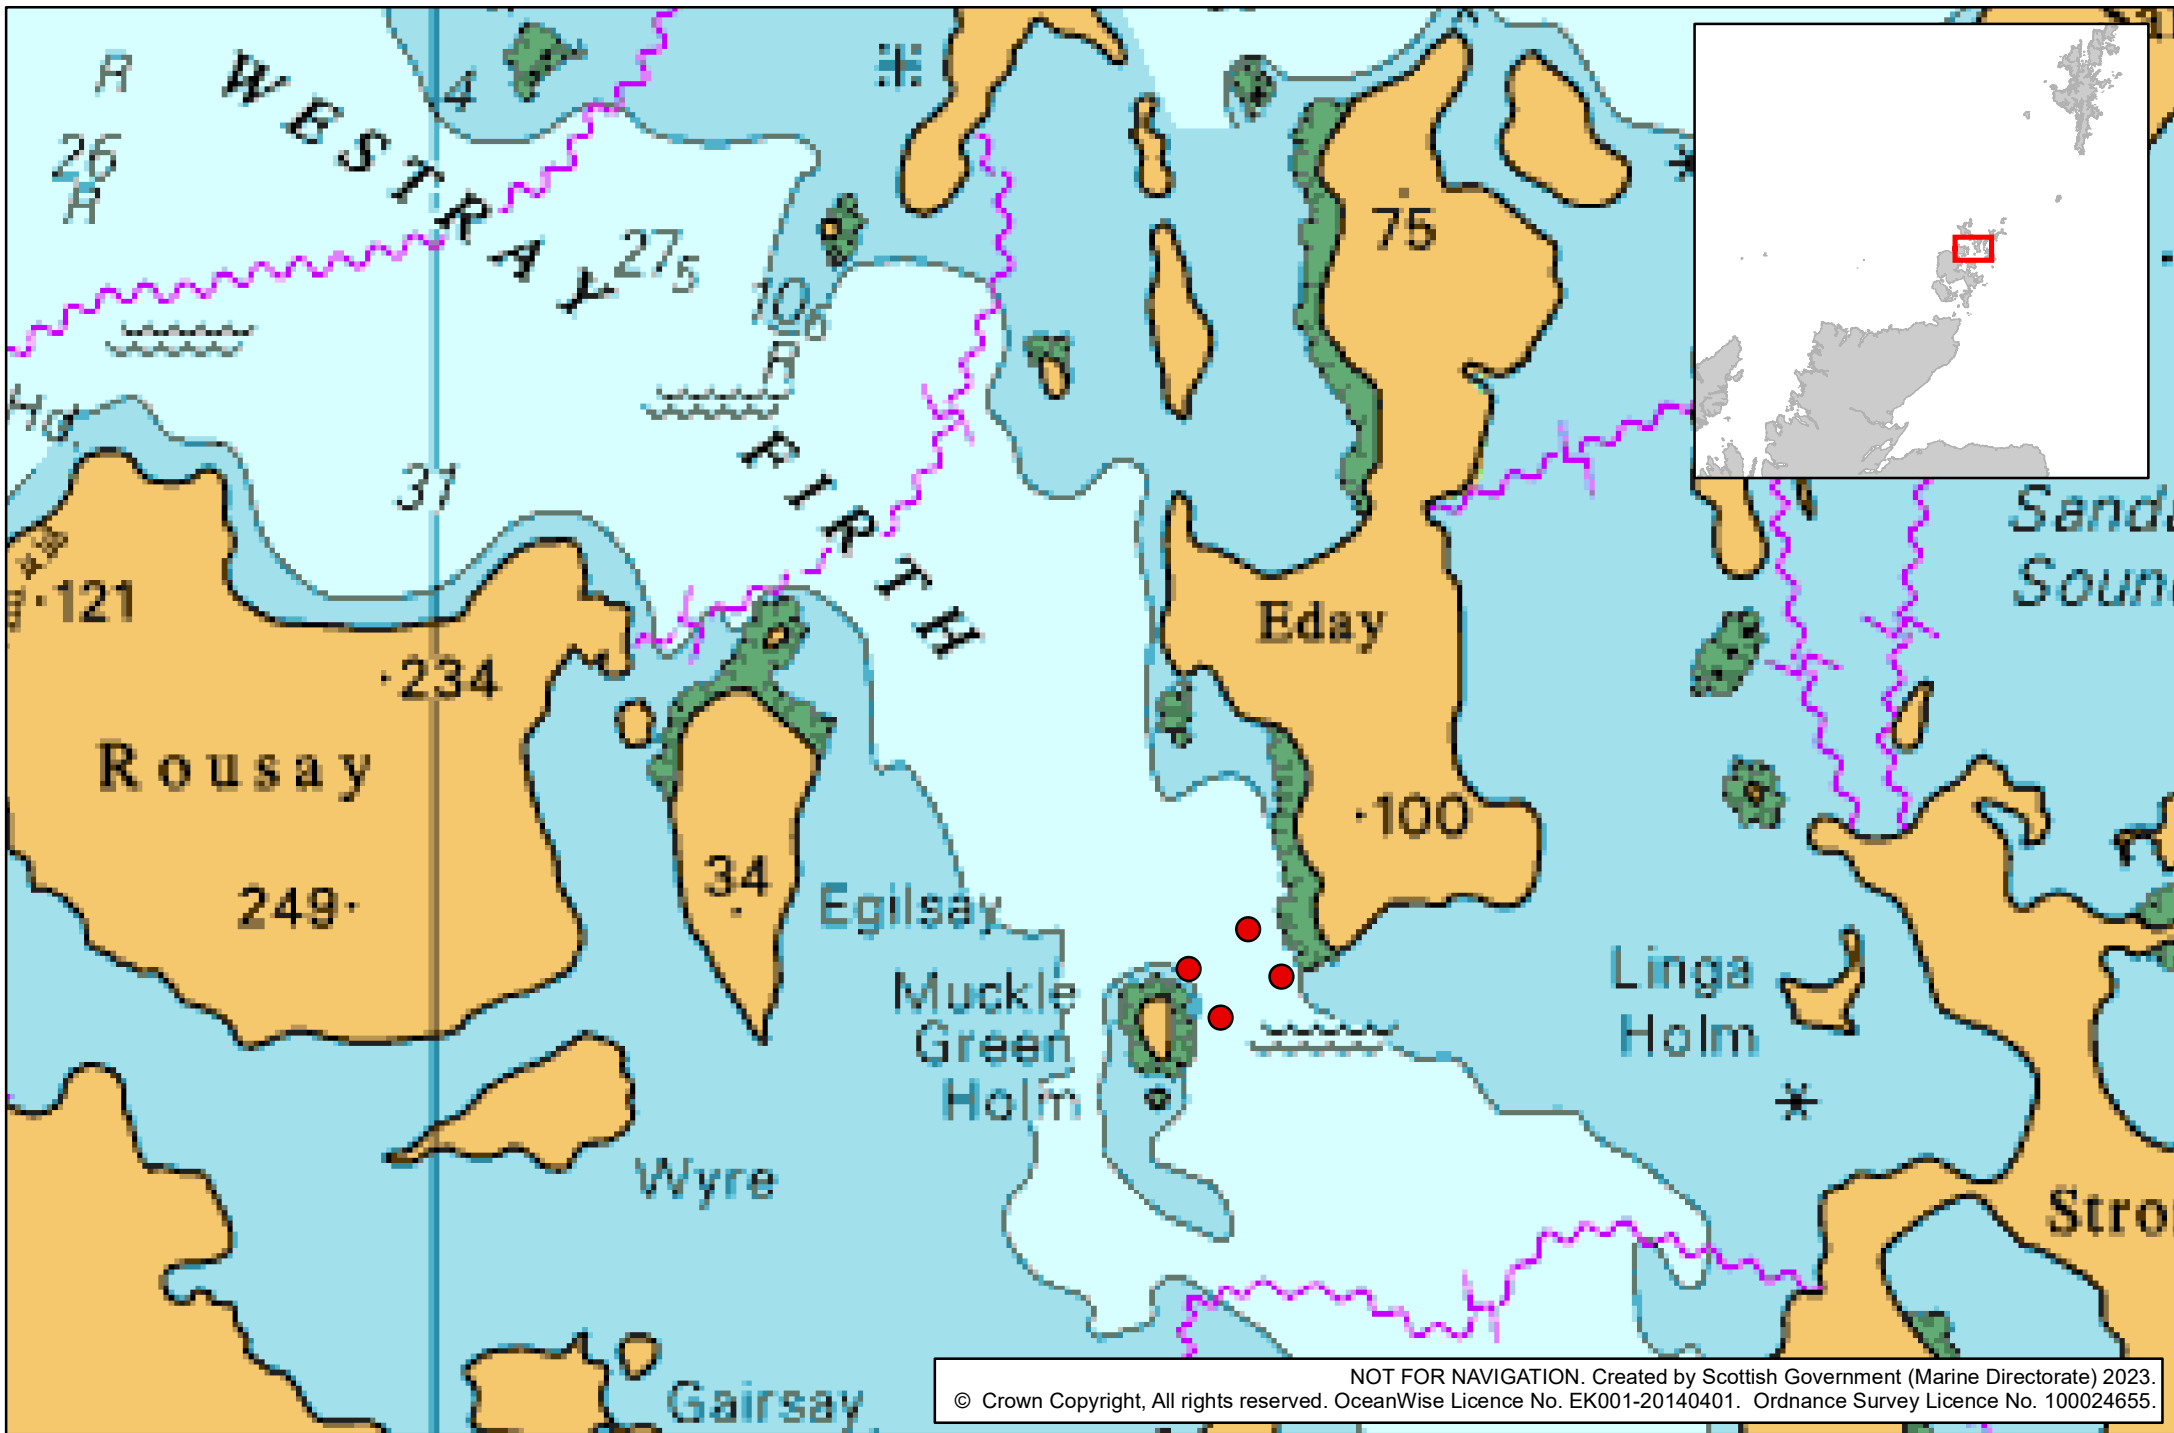 R
4
26
R
WESTRAY
75
27₅
10₆
R
31
FIRTH
121
Eday
234
Rousay
100
34
249
Egilsay
Muckle
Green
Holm
Linga
Holm
Wyre
Gairsay
NOT FOR NAVIGATION. Created by Scottish Government (Marine Directorate) 2023.
© Crown Copyright, All rights reserved. OceanWise Licence No. EK001-20140401. Ordnance Survey Licence No. 100024655.